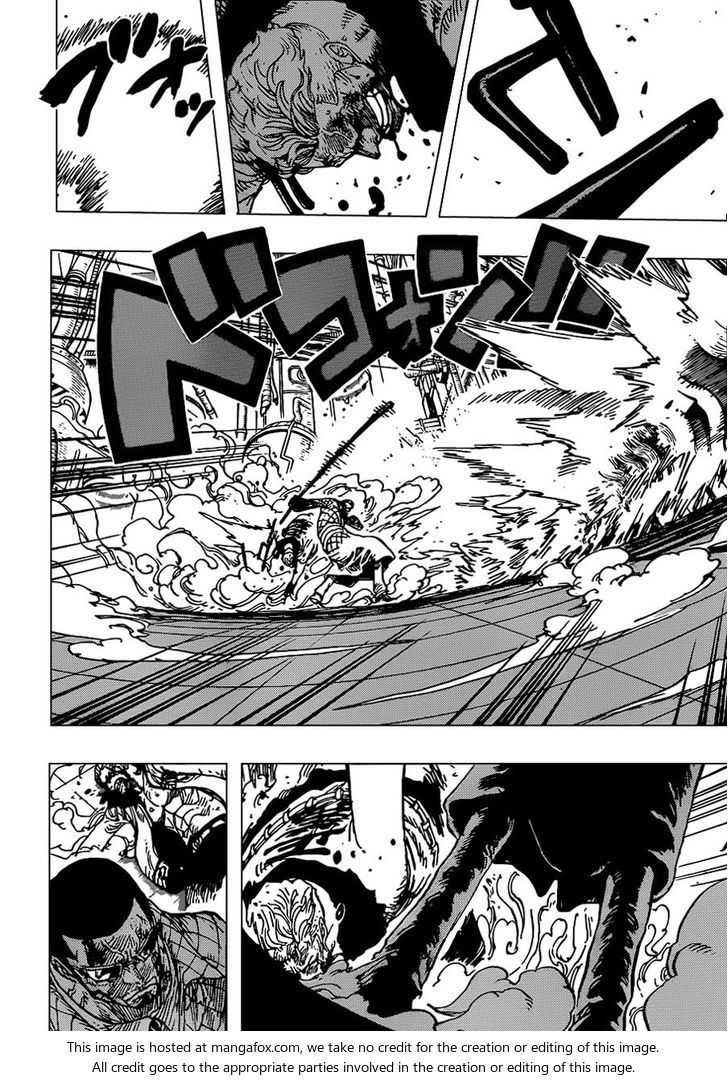 ブォッ
ドゴォン!!
This image is hosted at mangafox.com, we take no credit for the creation or editing of this image.
All credit goes to the appropriate parties involved in the creation or editing of this image.